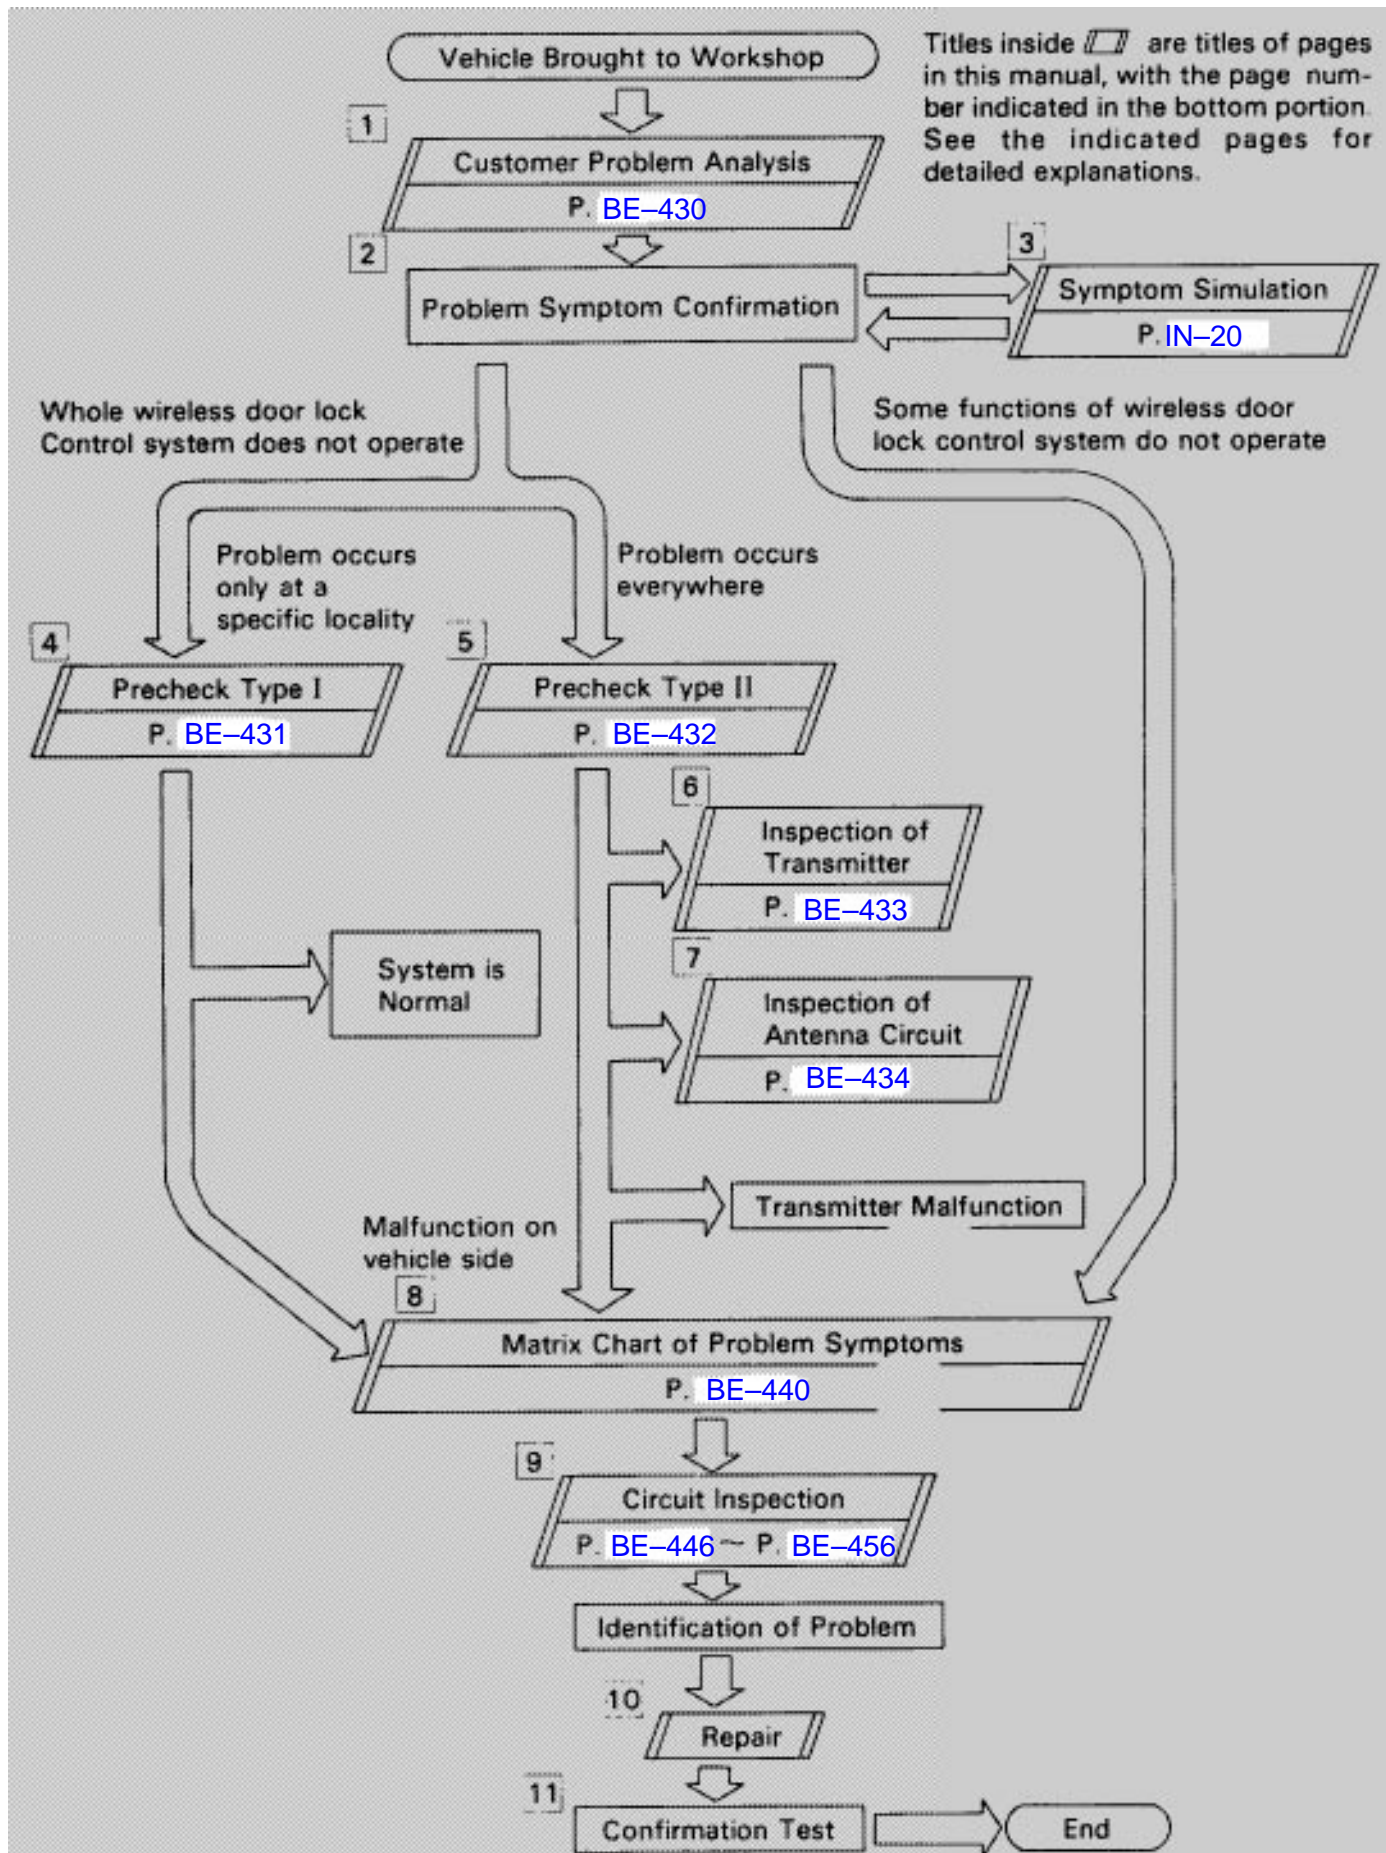 Vehicle Brought to Workshop
Titles inside are titles of pages
in this manual, with the page num-
ber indicated in the bottom portion.
See the indicated pages for
detailed explanations.
1
Customer Problem Analysis
P. BE–430
2
Problem Symptom Confirmation
3
Symptom Simulation
P. IN–20
Whole wireless door lock
Control system does not operate
Some functions of wireless door
lock control system do not operate
Problem occurs
only at a
specific locality
Problem occurs
everywhere
4
Precheck Type I
P. BE–431
5
Precheck Type II
P. BE–432
6
Inspection of
Transmitter
P. BE–433
System is
Normal
7
Inspection of
Antenna Circuit
P. BE–434
Transmitter Malfunction
Malfunction on
vehicle side
8
Matrix Chart of Problem Symptoms
P. BE–440
9
Circuit Inspection
P. BE–446 ~ P. BE–456
Identification of Problem
10
Repair
11
Confirmation Test
End